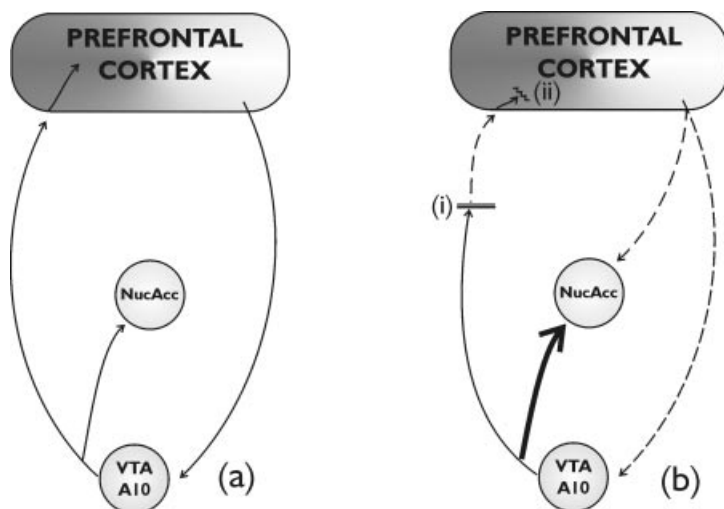 PREFRONTAL
CORTEX
NucAcc
VTA
A10
(a)
PREFRONTAL
CORTEX
(ii)
(i)
NucAcc
VTA
A10
(b)